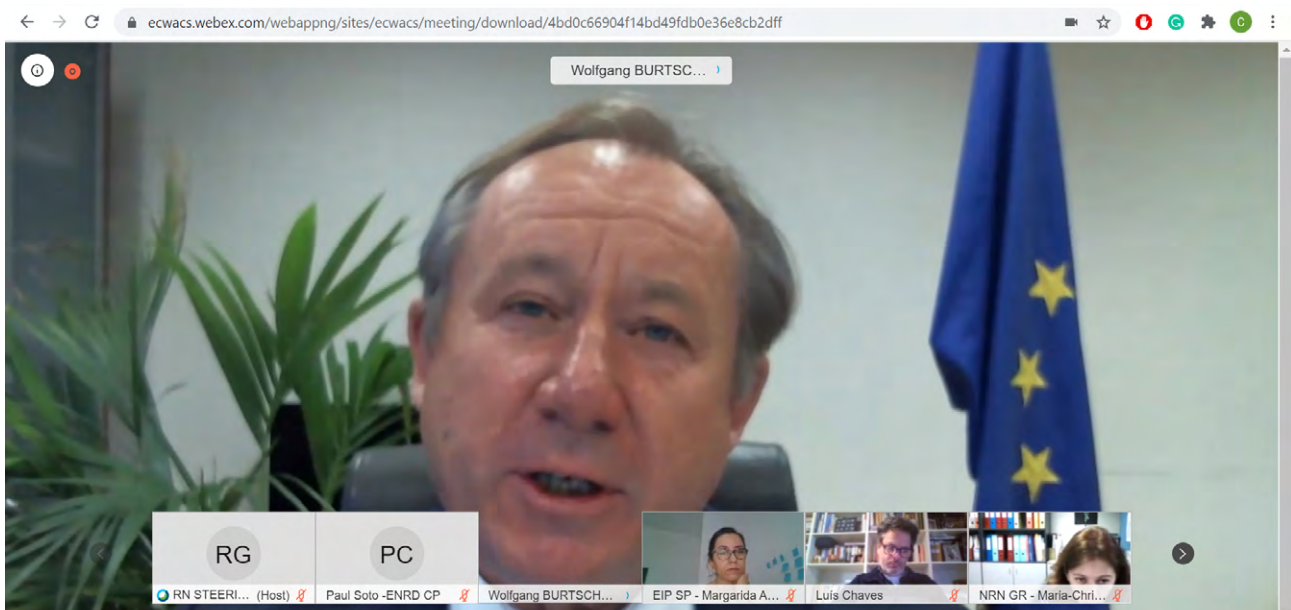 ecwacs.webex.com/webappng/sites/ecwacs/meeting/download/4bd0c66904f14bd49fdb0e36e8cb2dff
C
Wolfgang BURTSC...
RG
PC
RN STEERI... (Host)
Paul Soto -ENRD CP
Wolfgang BURTSCH...
EIP SP - Margarida A...
Luis Chaves
NRN GR - Maria-Chri...